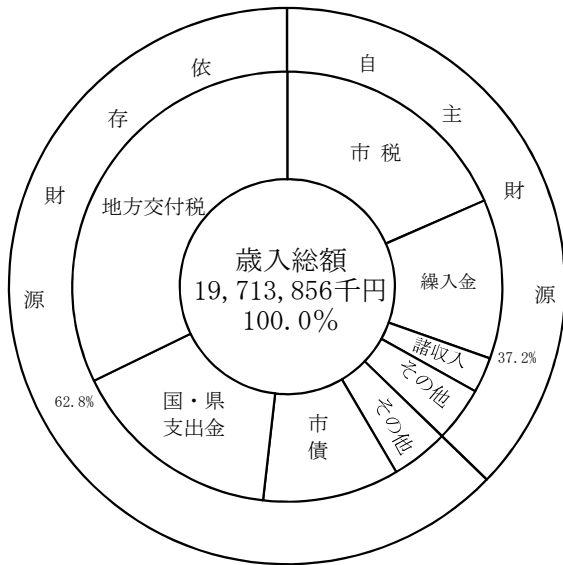 歳入総額
19,713,856千円
100.0%
自主財源
37.2%
市税
繰入金
諸収入
その他
依存財源
62.8%
地方交付税
国・県
支出金
市
債
その他